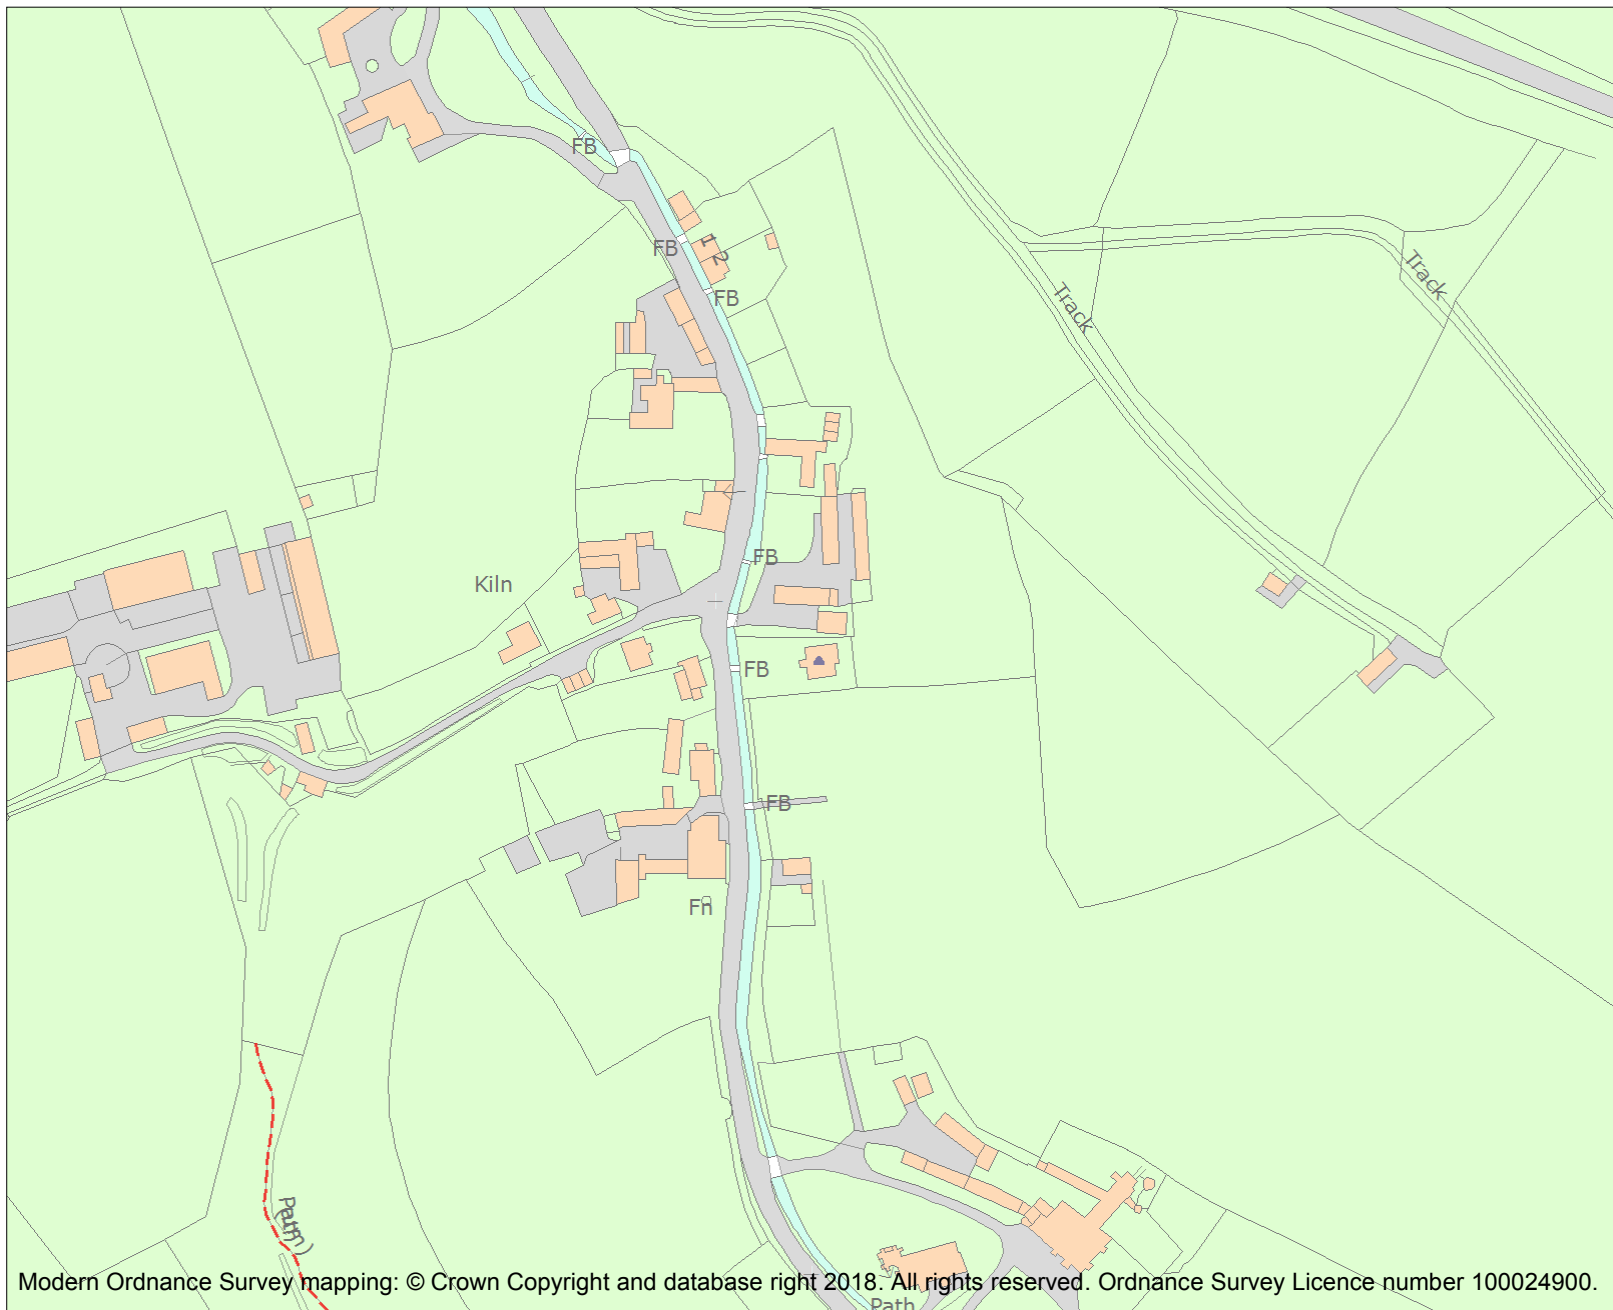 FB
FB
1
2
FB
Track
Track
FB
Kiln
FB
FB
Fn
Path
Modern Ordnance Survey mapping: © Crown Copyright and database right 2018. All rights reserved. Ordnance Survey Licence number 100024900.
Path